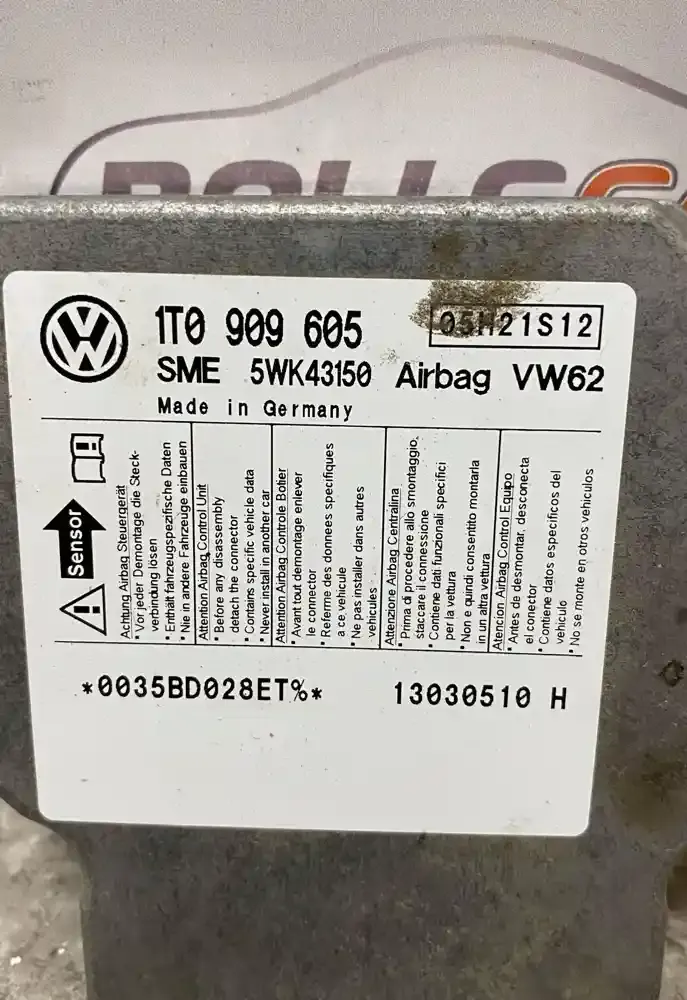 1T0 909 605
05H21S12
SME 5WK43150 Airbag VW62
Made in Germany
Sensor
Achtung Airbag Steuergerät
* Vor jeder Demontage die Steck-
verbindung lösen
* Enthält fahrzeugspezifische Daten
* Nie in andere Fahrzeuge einbauen
Attention Airbag Control Unit
* Before any disassembly
detach the connector
* Contains specific vehicle data
* Never install in another car
Attention Airbag Controle Botier
* Avant tout demontage enlever
le connector
* Referme des donnees specifiques
a ce vehicule
* Ne pas installer dans autres
vehicules
Attenzione Airbag Centralina
* Prima di procedere allo smontaggio,
staccare il connessione
* Contiene dati funzionali specifici
per la vettura
* Non e quindi consentito montarla
in un altra vettura
Atencion Airbag Control Equipo
* Antes de desmontar, desconecta
el conector
* Contiene datos especificos del
vehiculo
* No se monte en otros vehiculos
*0035BD028ET%*
13030510 H